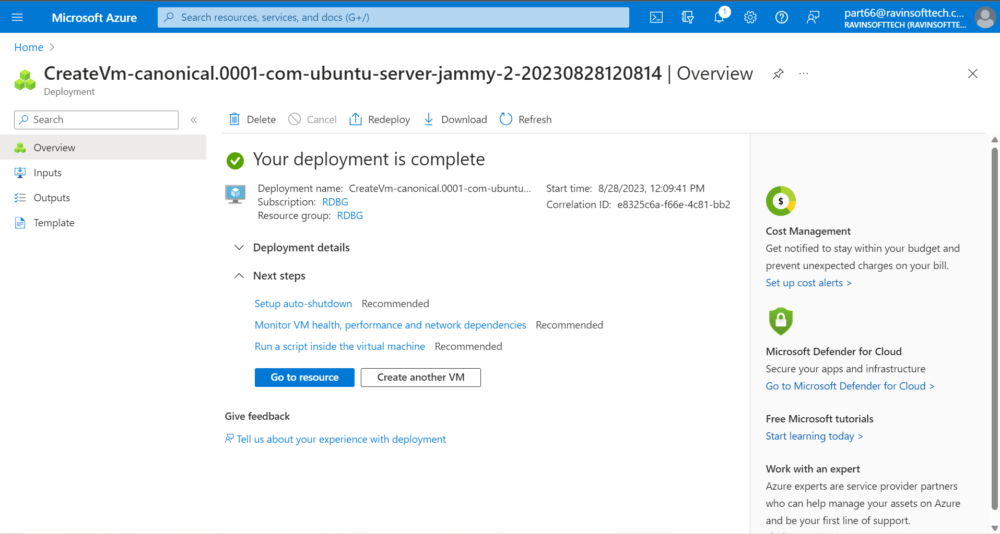 Microsoft Azure
Search resources, services, and docs (G+/)
1
part66@ravinsofttech.c...
RAVINSOFTTECH (RAVINSOFTTE...
Home
CreateVm-canonical.0001-com-ubuntu-server-jammy-2-20230828120814 | Overview
Deployment
Search
«
Delete
Cancel
Redeploy
Download
Refresh
Overview
Inputs
Outputs
Template
Your deployment is complete
Deployment name: CreateVm-canonical.0001-com-ubuntu...
Subscription: RDBG
Resource group: RDBG
Start time: 8/28/2023, 12:09:41 PM
Correlation ID: e8325c6a-f66e-4c81-bb2
Deployment details
Next steps
Setup auto-shutdown Recommended
Monitor VM health, performance and network dependencies Recommended
Run a script inside the virtual machine Recommended
Go to resource
Create another VM
Give feedback
Tell us about your experience with deployment
$
Cost Management
Get notified to stay within your budget and
prevent unexpected charges on your bill.
Set up cost alerts >
Microsoft Defender for Cloud
Secure your apps and infrastructure
Go to Microsoft Defender for Cloud >
Free Microsoft tutorials
Start learning today >
Work with an expert
Azure experts are service provider partners
who can help manage your assets on Azure
and be your first line of support.